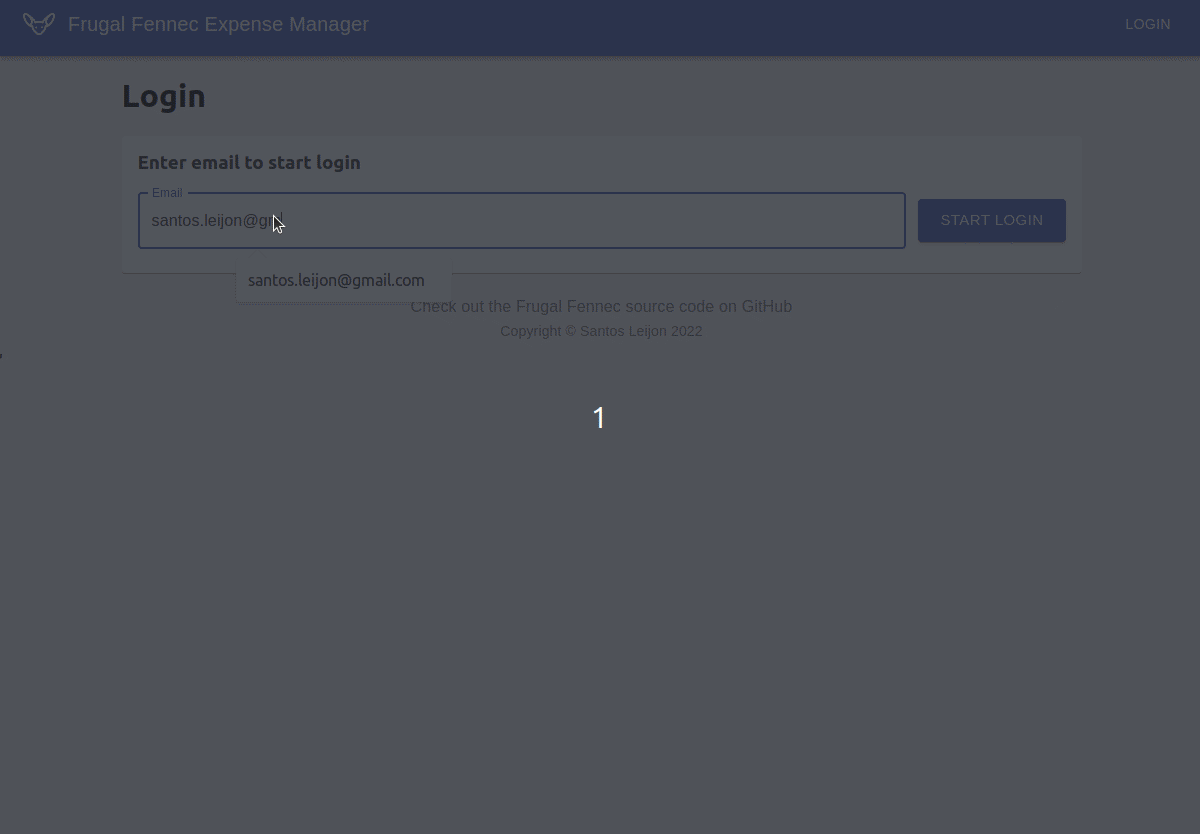 Frugal Fennec Expense Manager
LOGIN
Login
Enter email to start login
Email
santos.leijon@gm
START LOGIN
santos.leijon@gmail.com
Check out the Frugal Fennec source code on GitHub
Copyright © Santos Leijon 2022
1